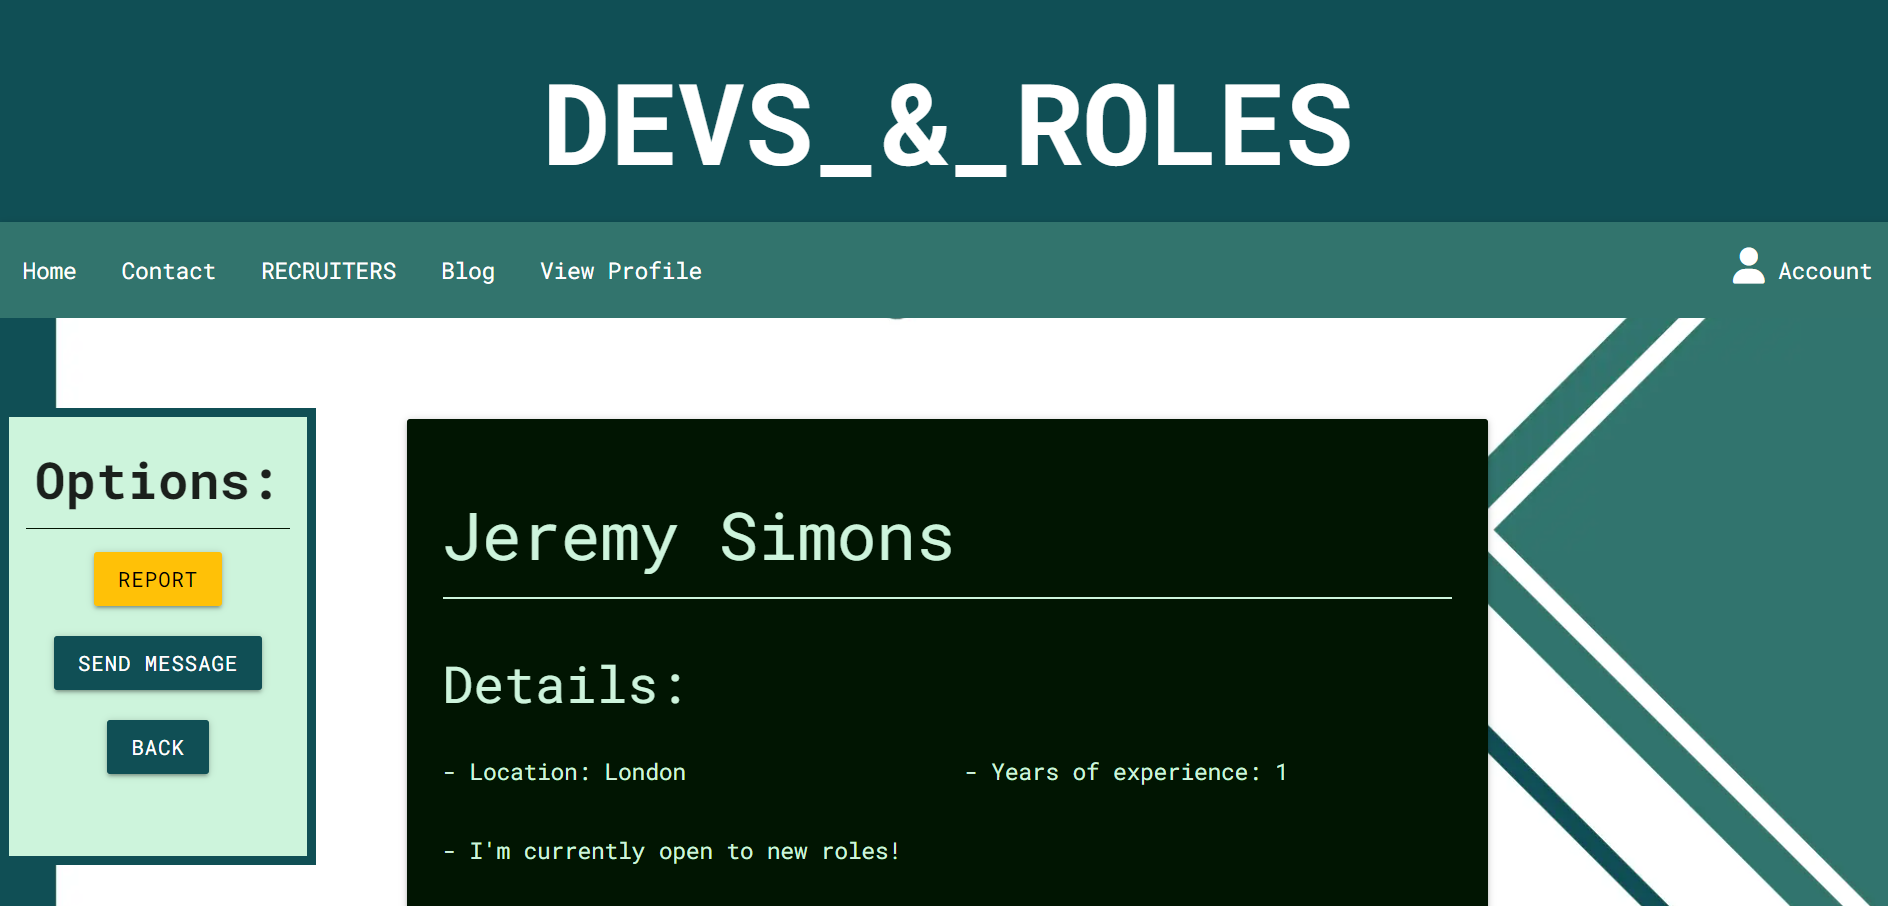 DEVS_&_ROLES
Home Contact RECRUITERS Blog View Profile Account
Options:
REPORT
SEND MESSAGE
BACK
Jeremy Simons
Details:
- Location: London - Years of experience: 1
- I'm currently open to new roles!